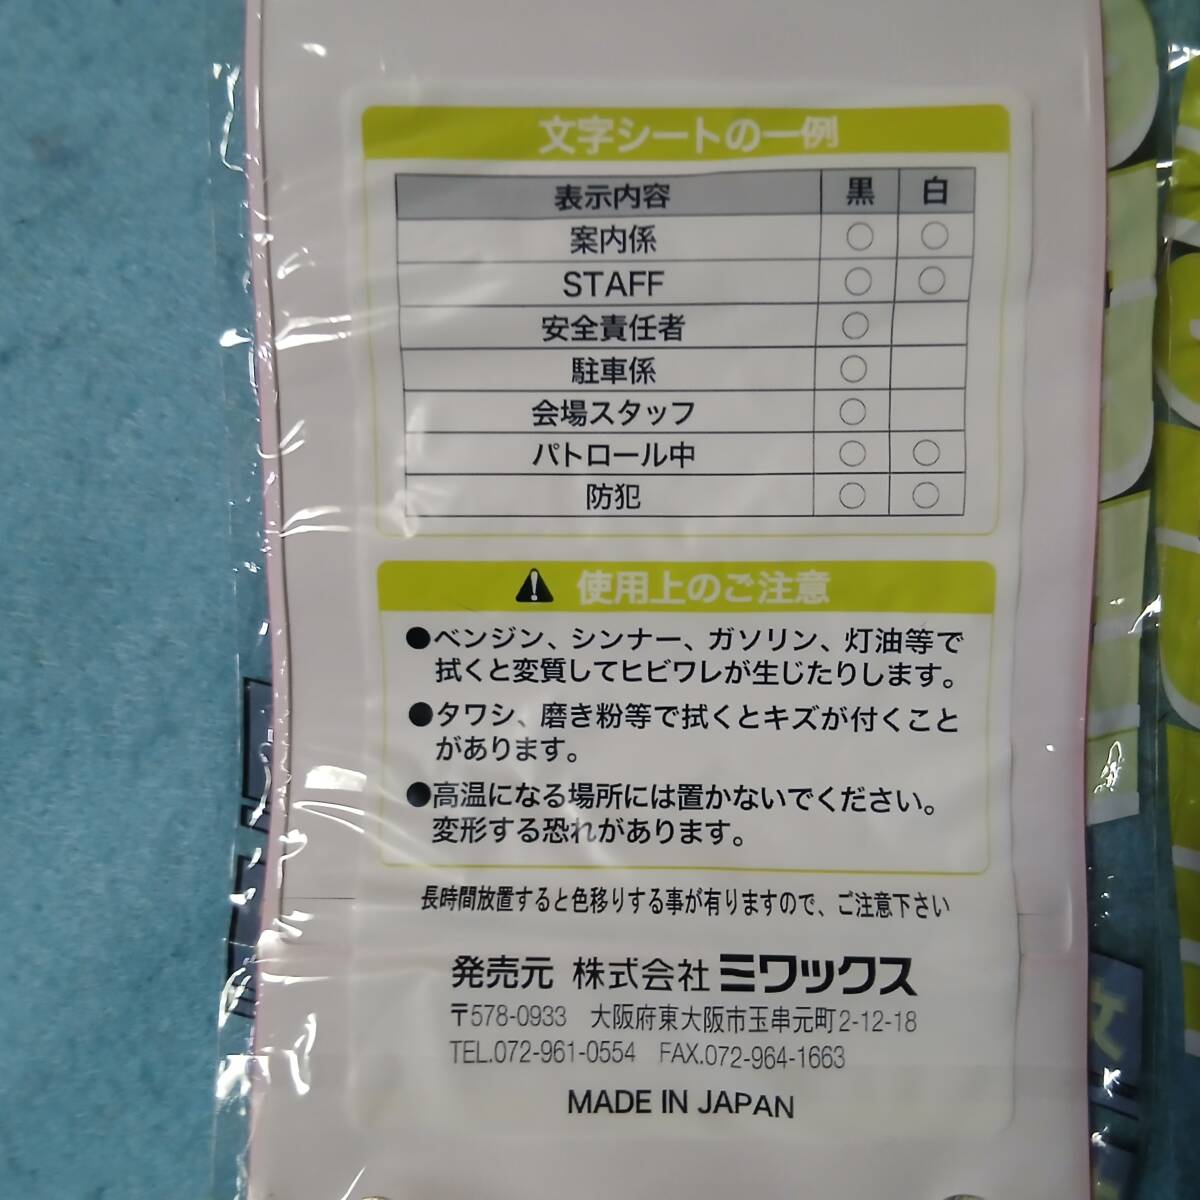 文字シートの一例
表示内容 黒 白
案内係 ○ ○
STAFF ○ ○
安全責任者 ○
駐車係 ○
会場スタッフ ○
パトロール中 ○ ○
防犯 ○ ○
使用上のご注意
●ベンジン、シンナー、ガソリン、灯油等で
拭くと変質してヒビワレが生じたりします。
●タワシ、磨き粉等で拭くとキズが付くこと
があります。
●高温になる場所には置かないでください。
変形する恐れがあります。
長時間放置すると色移りする事が有りますので、ご注意下さい
発売元 株式会社ミワックス
〒578-0933 大阪府東大阪市玉串元町2-12-18
TEL.072-961-0554 FAX.072-964-1663
MADE IN JAPAN